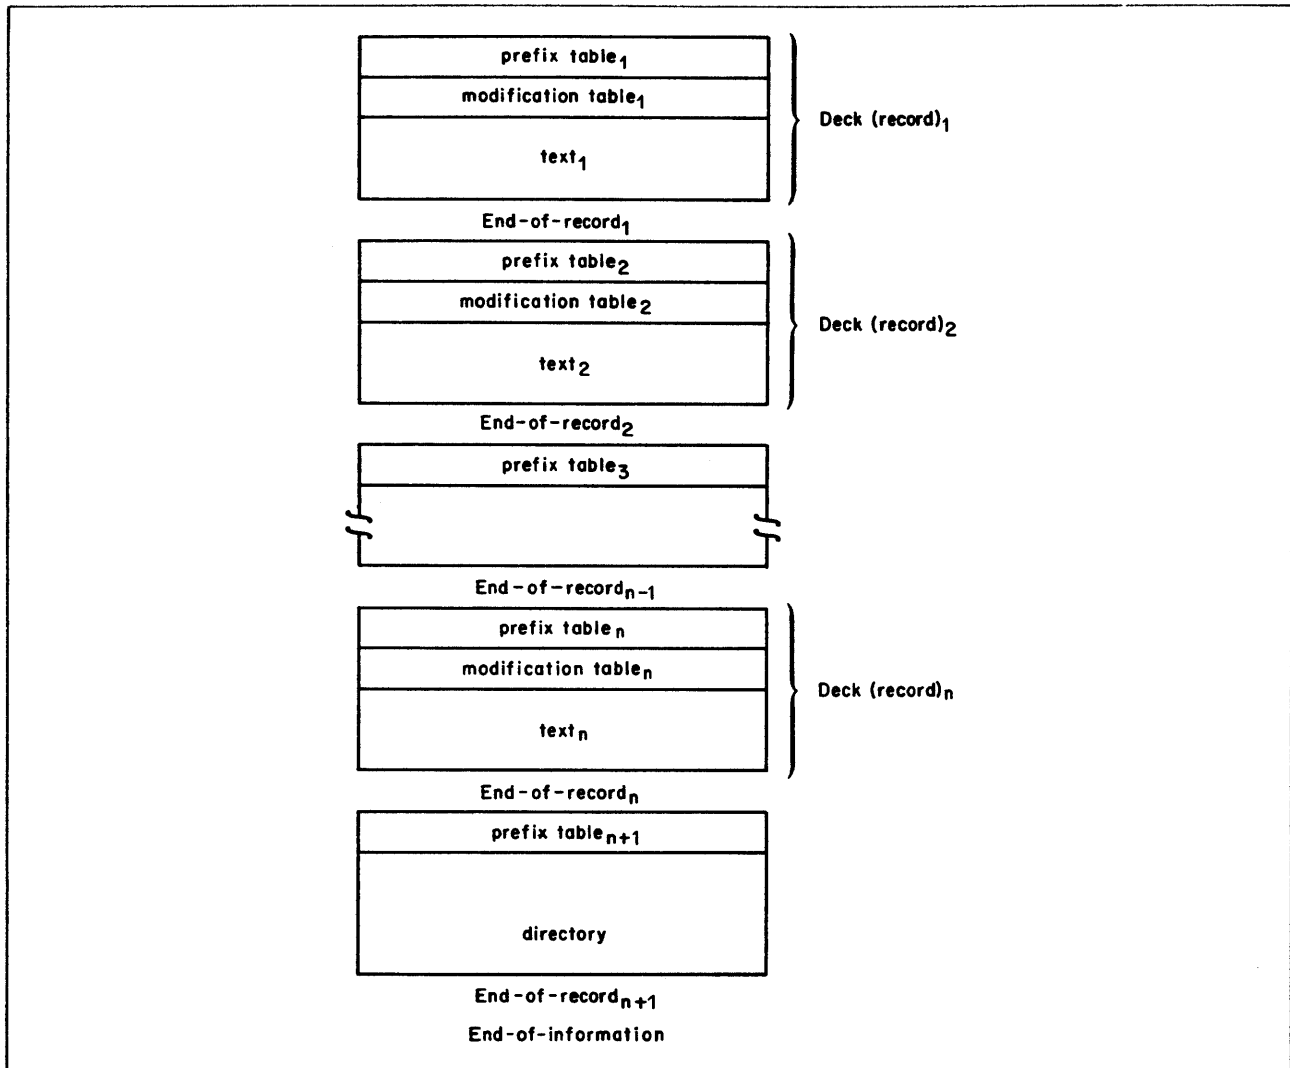 prefix table₁
modification table₁
Deck (record)₁
text₁
End-of-record₁
prefix table₂
modification table₂
Deck (record)₂
text₂
End-of-record₂
prefix table₃
End-of-recordₙ₋₁
prefix tableₙ
modification tableₙ
Deck (record)ₙ
textₙ
End-of-recordₙ
prefix tableₙ₊₁
directory
End-of-recordₙ₊₁
End-of-information